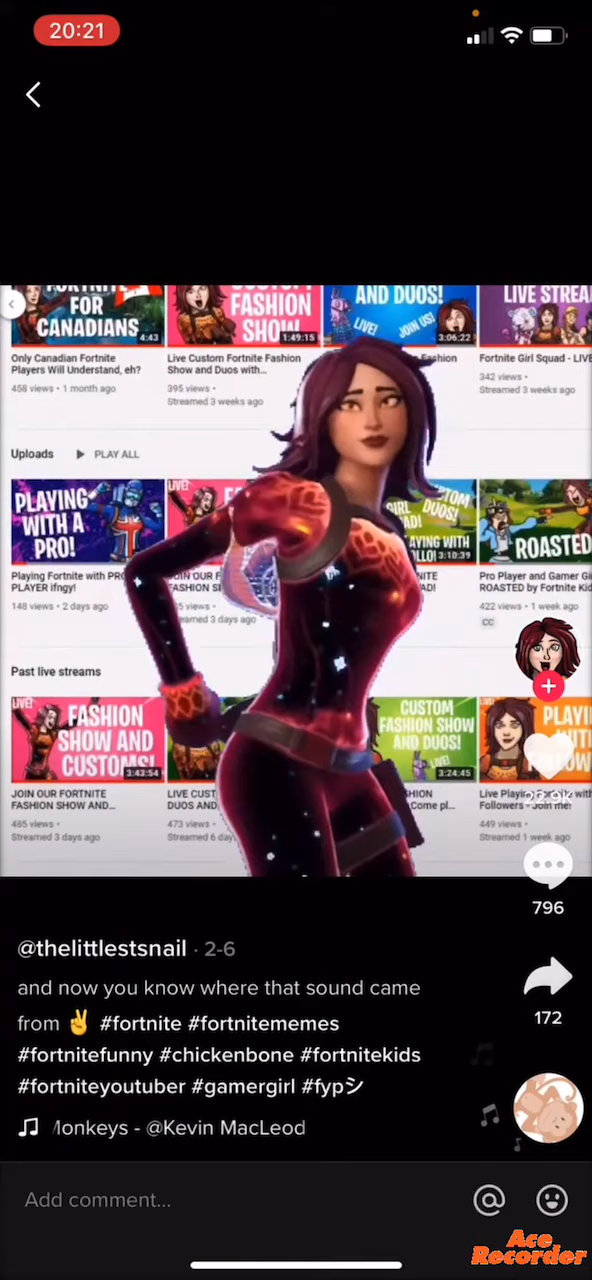 20:21
FOR
CANADIANS
4:43
FASHION
SHOW
1:49:15
AND DUOS!
LIVE!
JOIN US!
3:06:22
Only Canadian Fortnite
Players Will Understand, eh?
458 views • 1 month ago
Live Custom Fortnite Fashion
Show and Duos with...
395 views •
Streamed 3 weeks ago
Fortnite Girl Squad - LIVE
342 views •
Streamed 3 weeks ago
Uploads
PLAY ALL
PLAYING
WITH A
PRO!
LIVE!
DUOS!
3:10:39
ROASTED
148 views • 2 days ago
Pro Player and Gamer Gi
ROASTED by Fortnite Kid
422 views • 1 week ago
CC
Past live streams
LIVE!
FASHION
SHOW AND
CUSTOMS!
3:43:54
CUSTOM
FASHION SHOW
AND DUOS!
LIVE!
3:24:45
LIVE!
JOIN OUR FORTNITE
FASHION SHOW AND...
485 views •
Streamed 3 days ago
LIVE CUST
DUOS AND
473 views •
Streamed 6 day
Come pl...
Live Playing Fortnite with
Followers - Join me!
449 views •
Streamed 1 week ago
796
172
@thelittlestsnail · 2-6
and now you know where that sound came
from ✌️ #fortnite #fortnitememes
#fortnitefunny #chickenbone #fortnitekids
#fortniteyoutuber #gamergirl #fypシ
Monkeys - @Kevin MacLeod
Add comment...
Ace
Recorder